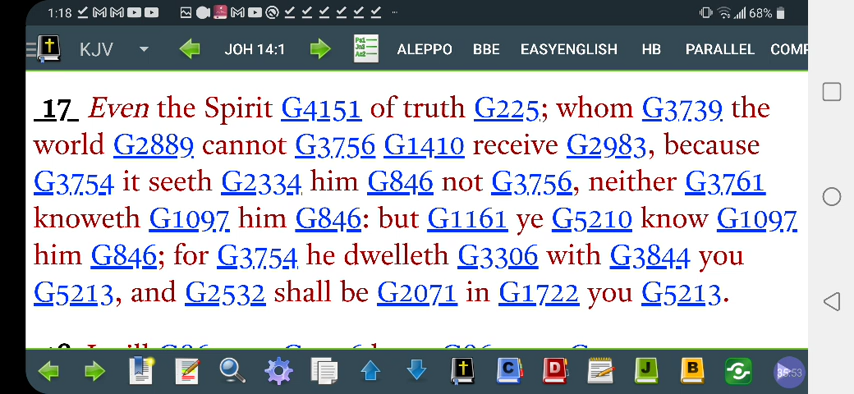 1:18 68%
KJV JOH 14:1 ALEPPO BBE EASYENGLISH HB PARALLEL COMP
17 Even the Spirit G4151 of truth G225; whom G3739 the
world G2889 cannot G3756 G1410 receive G2983, because
G3754 it seeth G2334 him G846 not G3756, neither G3761
knoweth G1097 him G846: but G1161 ye G5210 know G1097
him G846; for G3754 he dwelleth G3306 with G3844 you
G5213, and G2532 shall be G2071 in G1722 you G5213.
C D J B